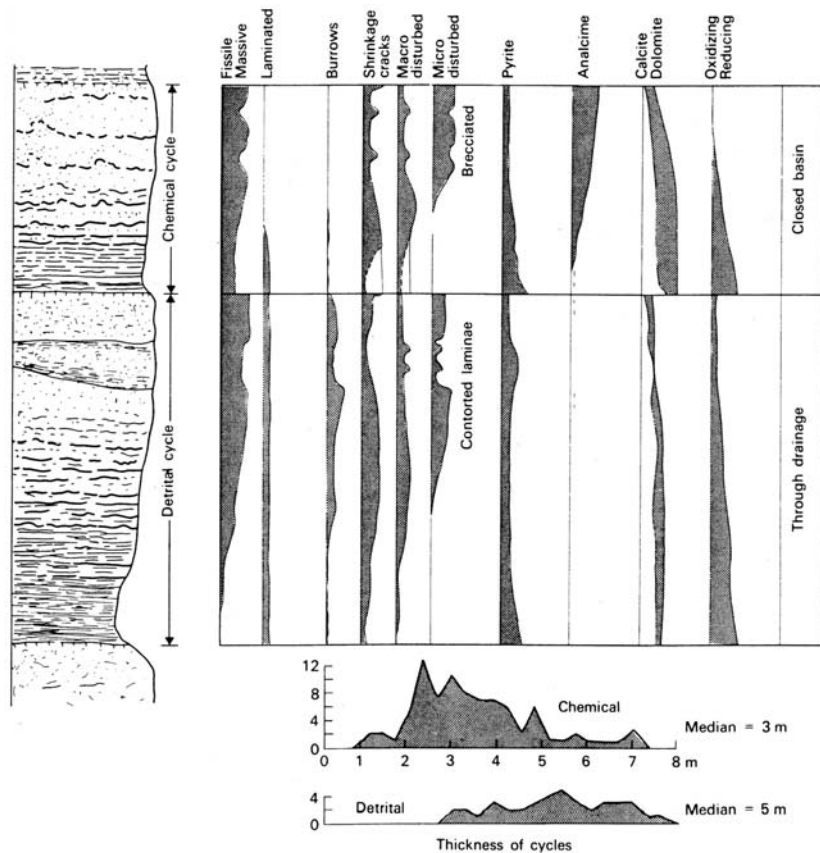 Fissile
Massive
Laminated
Burrows
Shrinkage
cracks
Macro
disturbed
Micro
disturbed
Pyrite
Analcime
Calcite
Dolomite
Oxidizing
Reducing
Chemical cycle
Brecciated
Closed basin
Detrital cycle
Contorted laminae
Through drainage
12
8
4
0
Chemical
Median = 3 m
0 1 2 3 4 5 6 7 8 m
4
0
Detrital
Median = 5 m
Thickness of cycles